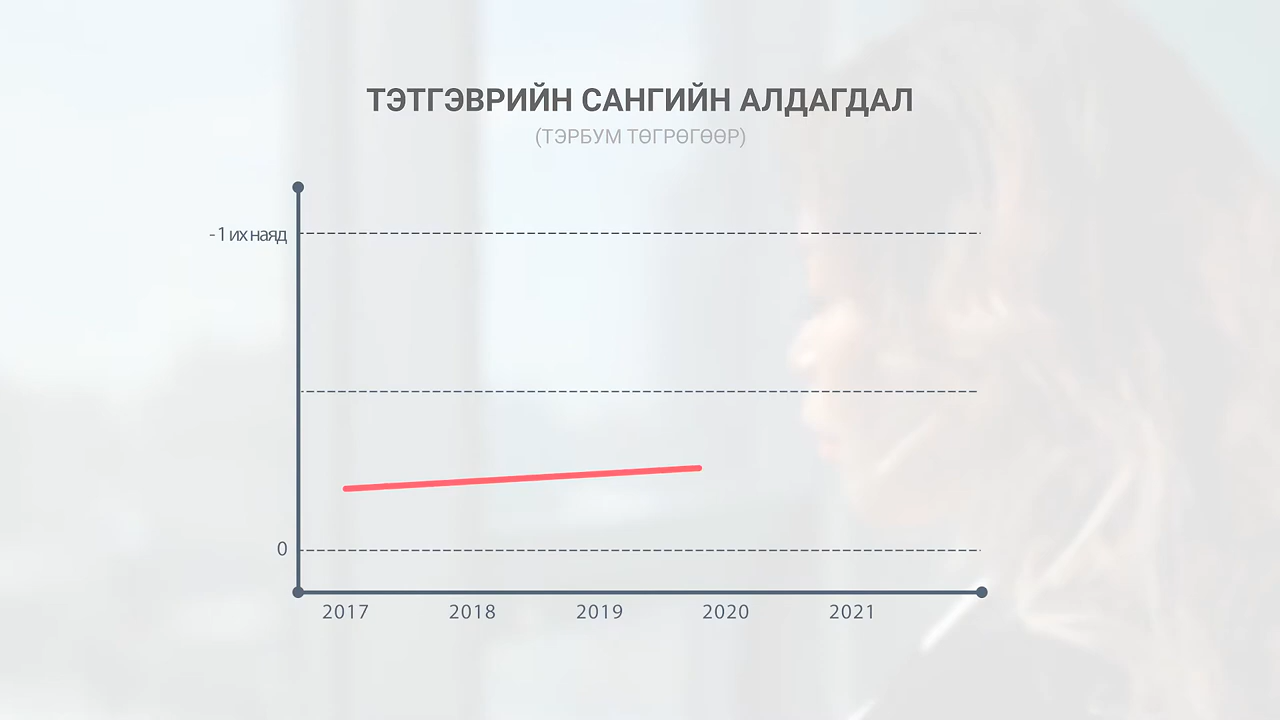 ТЭТГЭВРИЙН САНГИЙН АЛДАГДАЛ
(ТЭРБУМ ТӨГРӨГӨӨР)
- 1 их наяд
0
2017 2018 2019 2020 2021